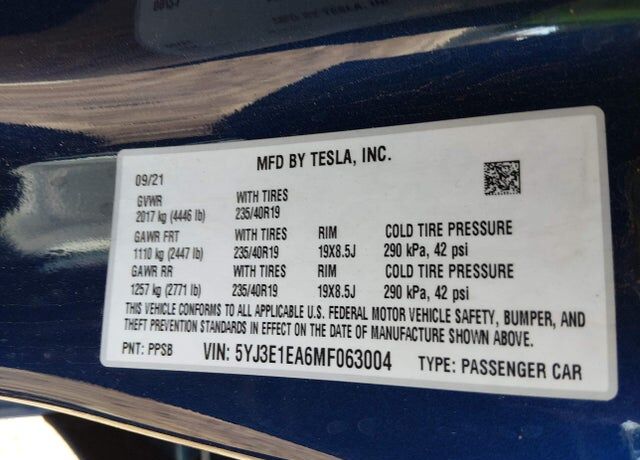 MFD BY TESLA, INC.
09/21
GVWR WITH TIRES
2017 kg (4446 lb) 235/40R19
GAWR FRT WITH TIRES RIM COLD TIRE PRESSURE
1110 kg (2447 lb) 235/40R19 19X8.5J 290 kPa, 42 psi
GAWR RR WITH TIRES RIM COLD TIRE PRESSURE
1257 kg (2771 lb) 235/40R19 19X8.5J 290 kPa, 42 psi
THIS VEHICLE CONFORMS TO ALL APPLICABLE U.S. FEDERAL MOTOR VEHICLE SAFETY, BUMPER, AND
THEFT PREVENTION STANDARDS IN EFFECT ON THE DATE OF MANUFACTURE SHOWN ABOVE.
PNT: PPSB VIN: 5YJ3E1EA6MF063004 TYPE: PASSENGER CAR